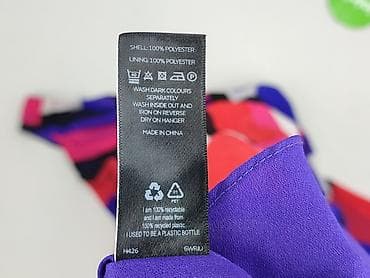 SHELL: 100% POLYESTER
LINING: 100% POLYESTER
WASH DARK COLOURS
SEPARATELY
WASH INSIDE OUT AND
IRON ON REVERSE
DRY ON HANGER
MADE IN CHINA
01
PET
I am 100% recyclable
and I am made from
100% recycled plastic.
I USED TO BE A PLASTIC BOTTLE
H426